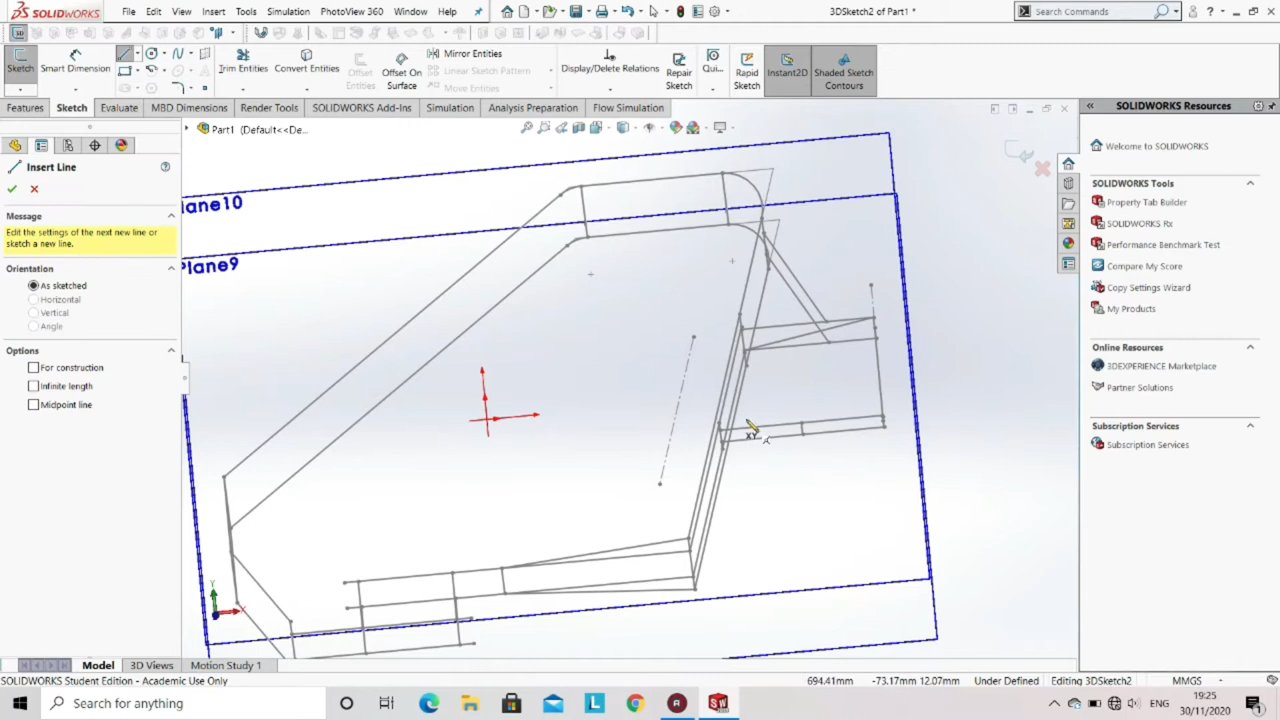 SOLIDWORKS File Edit View Insert Tools Simulation PhotoView 360 Window Help 3DSketch2 of Part1 * Search Commands
Sketch Smart Dimension Trim Entities Convert Entities Offset Entities Offset On Surface Mirror Entities Linear Sketch Pattern Move Entities Display/Delete Relations Repair Sketch Qui... Rapid Sketch Instant2D Shaded Sketch Contours
Features Sketch Evaluate MBD Dimensions Render Tools SOLIDWORKS Add-Ins Simulation Analysis Preparation Flow Simulation
SOLIDWORKS Resources
Part1 (Default<<De...
Insert Line
Message
Edit the settings of the next new line or
sketch a new line.
Orientation
As sketched
Horizontal
Vertical
Angle
Options
For construction
Infinite length
Midpoint line
lane10
Plane9
XY
Y
Welcome to SOLIDWORKS
SOLIDWORKS Tools
Property Tab Builder
SOLIDWORKS Rx
Performance Benchmark Test
Compare My Score
Copy Settings Wizard
My Products
Online Resources
3DEXPERIENCE Marketplace
Partner Solutions
Subscription Services
Subscription Services
Model 3D Views Motion Study 1
SOLIDWORKS Student Edition - Academic Use Only 694.41mm -73.17mm 12.07mm Under Defined Editing 3DSketch2 MMGS
Search for anything
ENG
19:25
30/11/2020